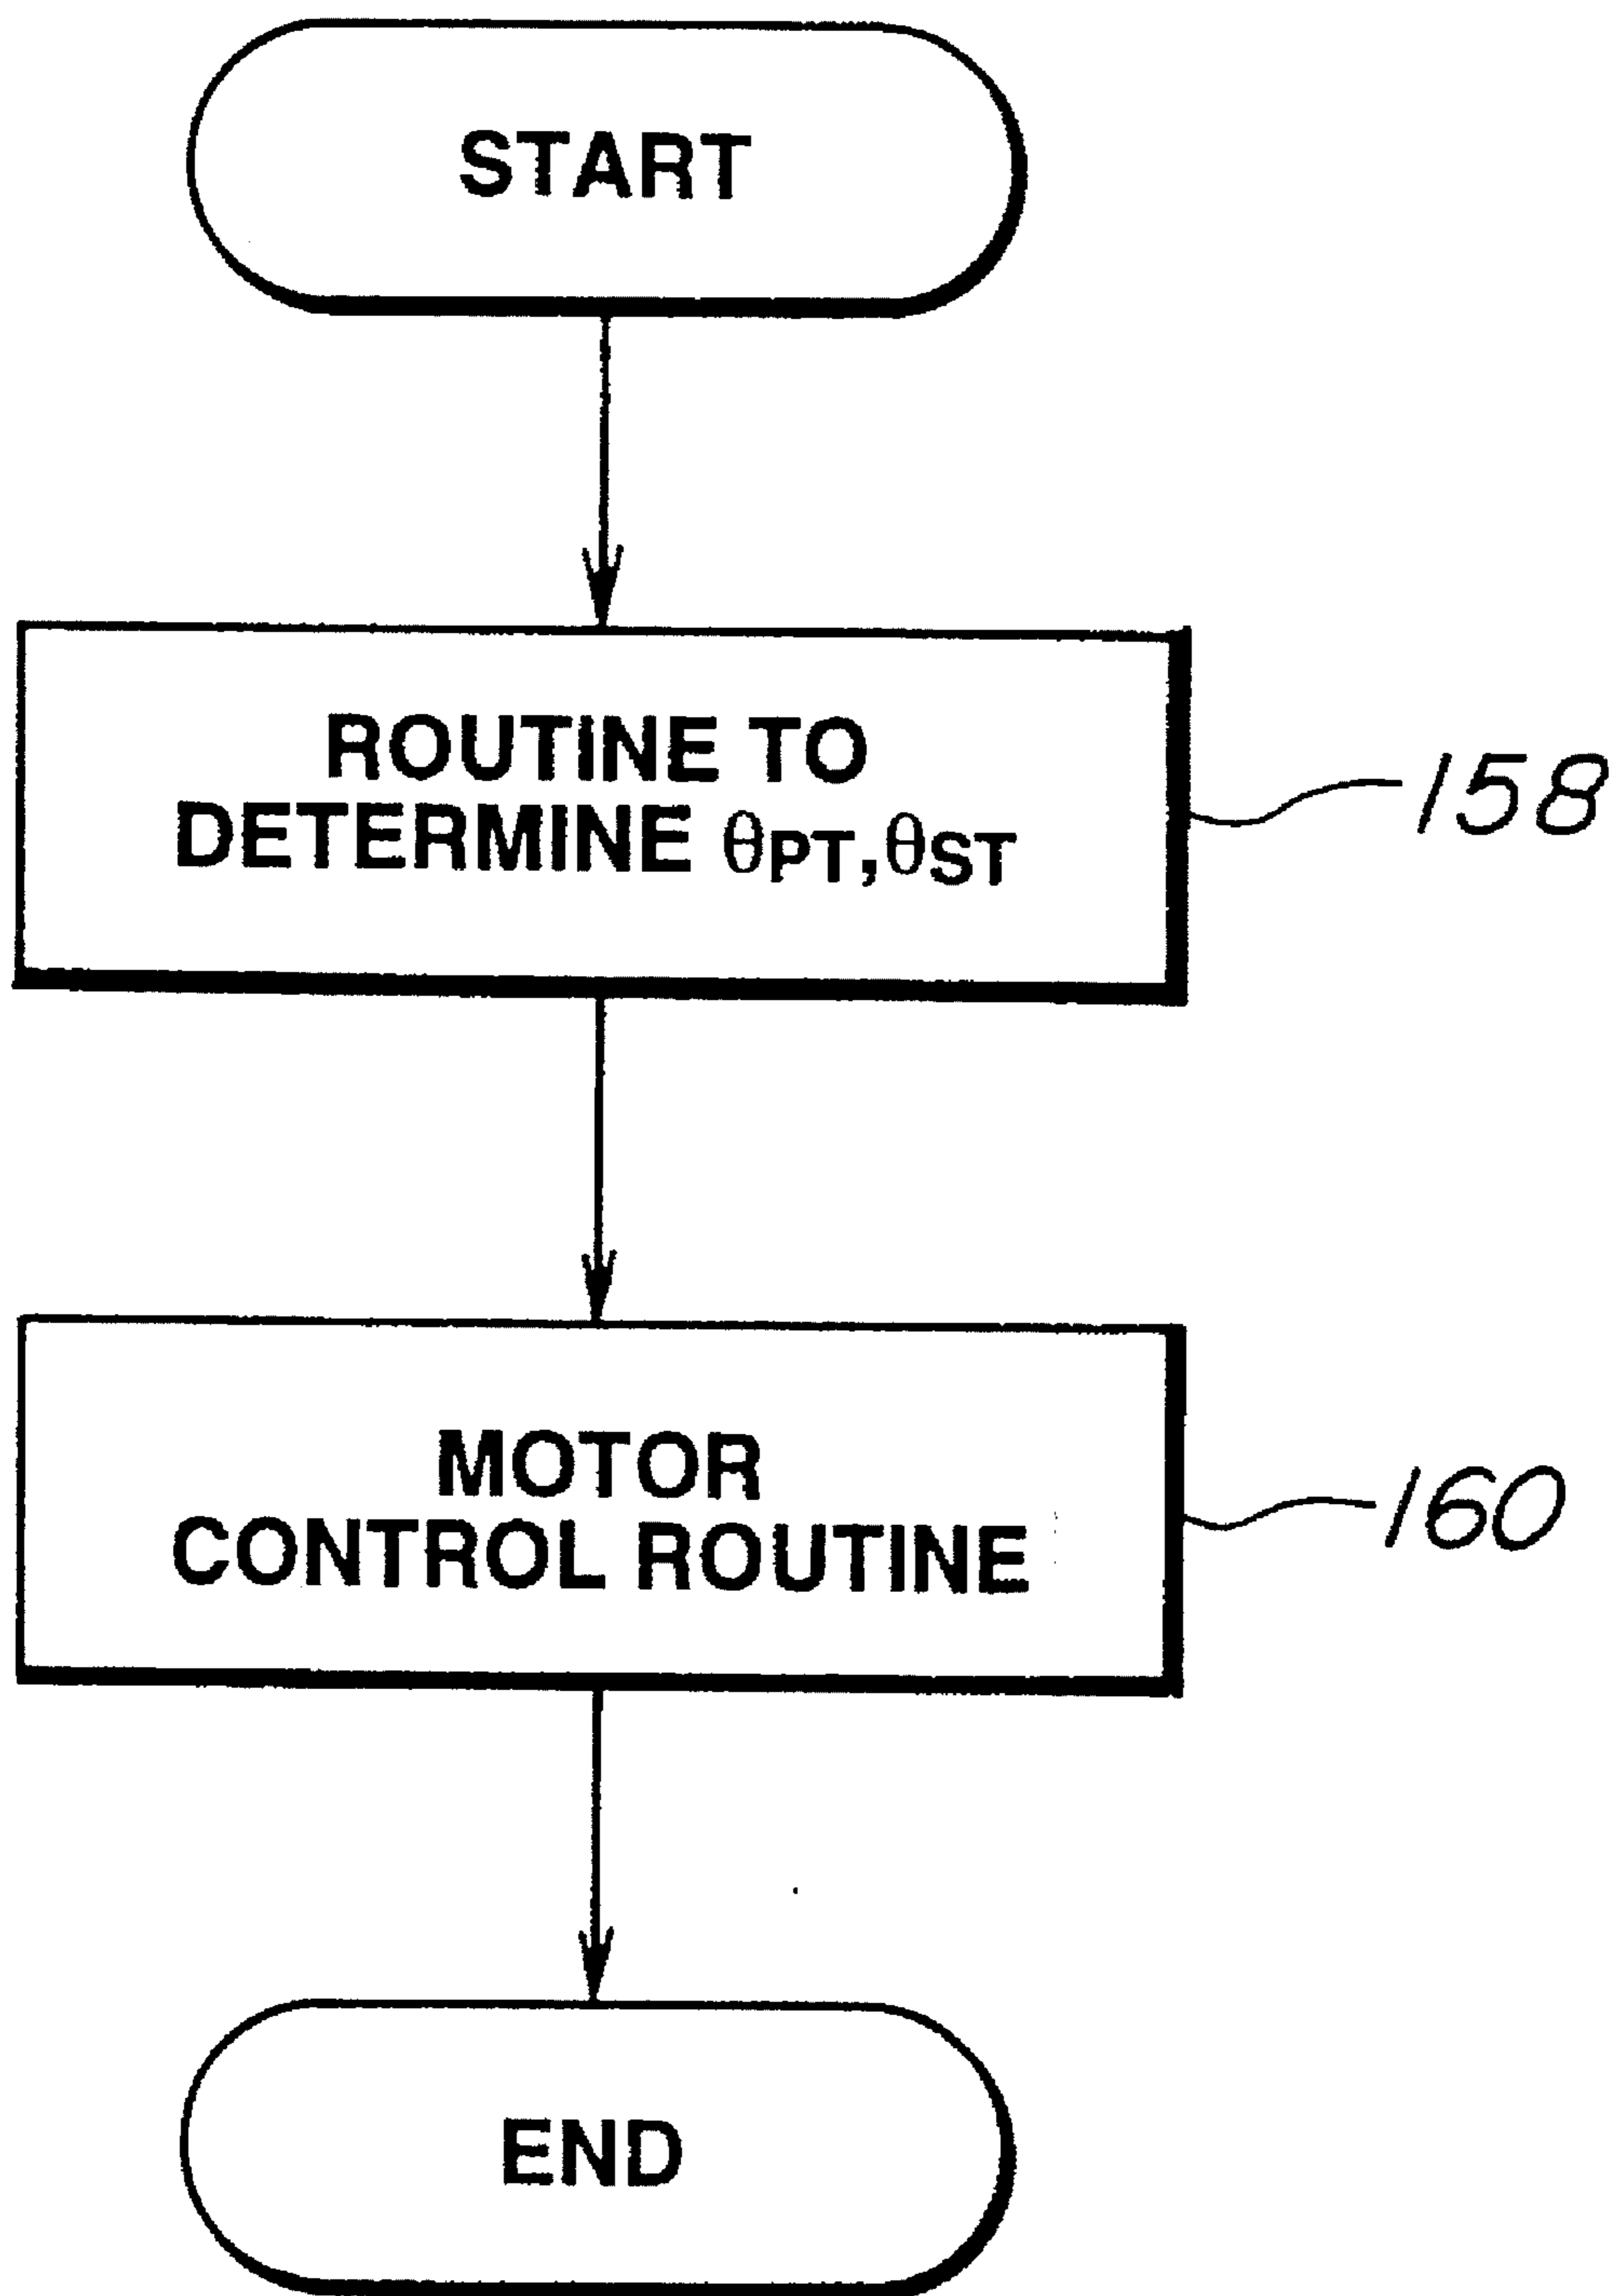 START
ROUTINE TO
DETERMINE θPT,θST
158
MOTOR
CONTROL ROUTINE
160
END